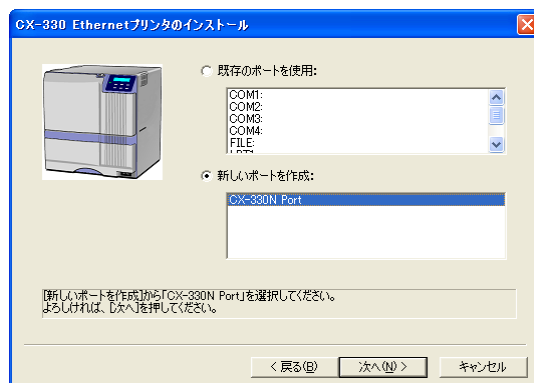 CX-330 Ethernetプリンタのインストール
既存のポートを使用:
COM1:
COM2:
COM3:
COM4:
FILE:
新しいポートを作成:
CX-330N Port
[新しいポートを作成]から「CX-330N Port」を選択してください。
よろしければ、[次へ]を押してください。
< 戻る(B)
次へ(N) >
キャンセル